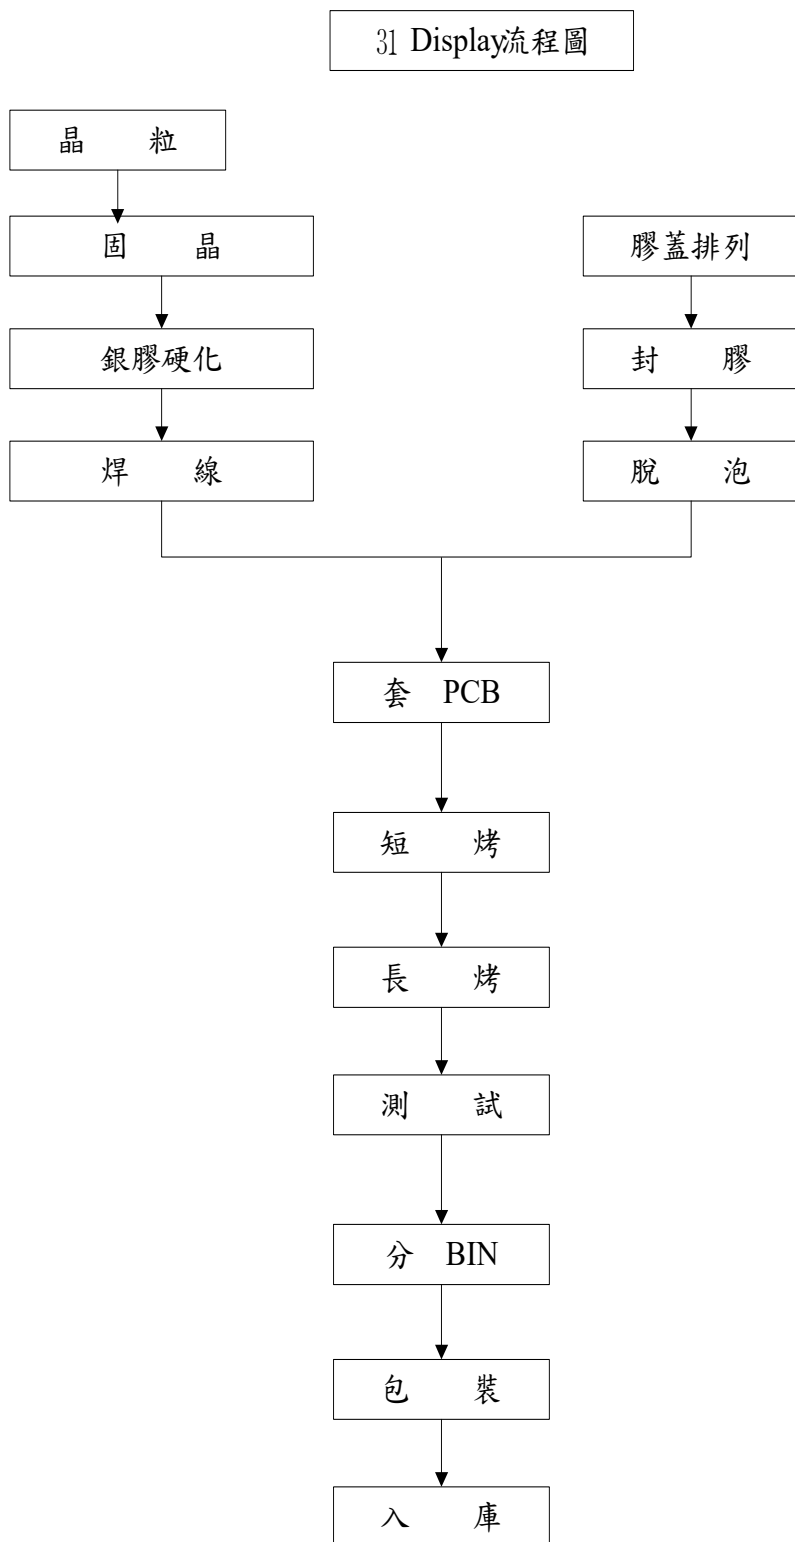 31 Display流程圖
晶 粒
固 晶
銀膠硬化
焊 線
膠蓋排列
封 膠
脫 泡
套 PCB
短 烤
長 烤
測 試
分 BIN
包 裝
入 庫